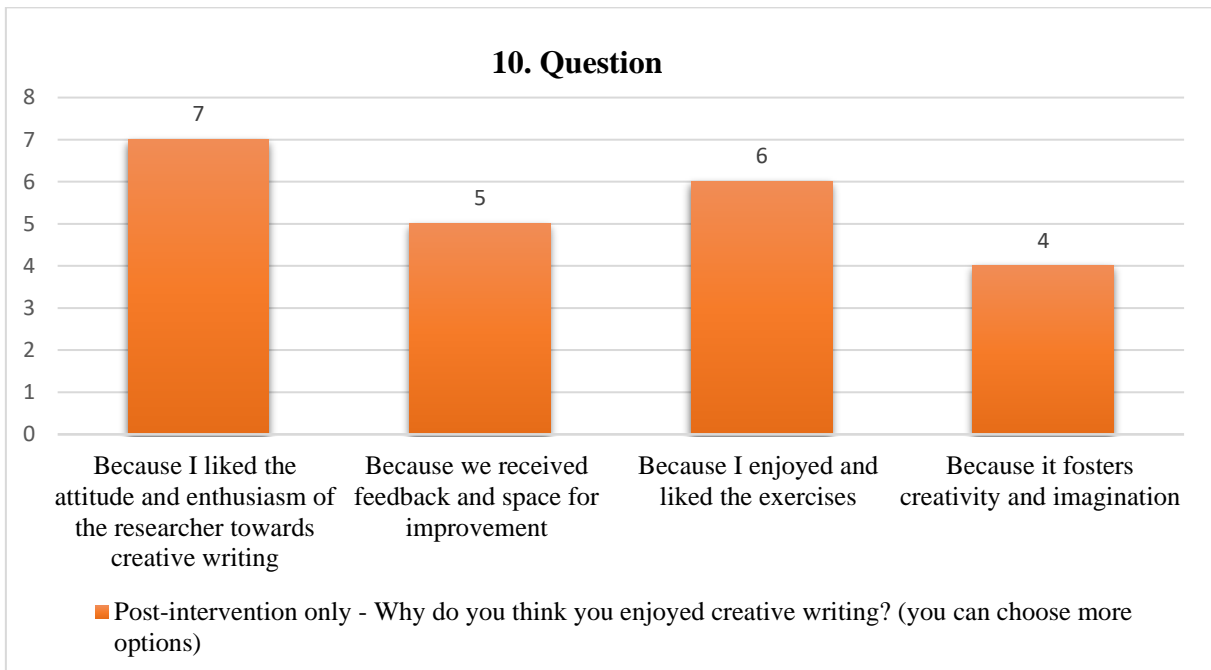 10. Question
8
7
6
5
4
3
2
1
0
7
5
6
4
Because I liked the
attitude and enthusiasm of
the researcher towards
creative writing
Because we received
feedback and space for
improvement
Because I enjoyed and
liked the exercises
Because it fosters
creativity and imagination
Post-intervention only - Why do you think you enjoyed creative writing? (you can choose more
options)